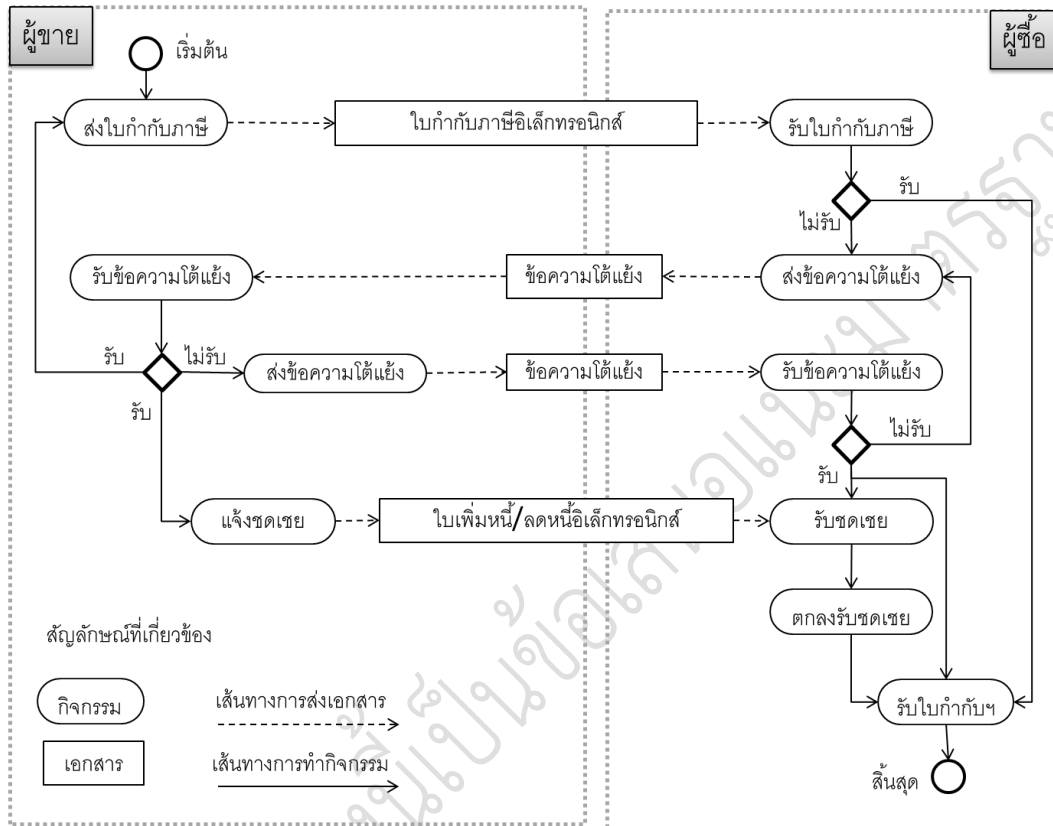 ผู้ขาย
ผู้ซื้อ
เริ่มต้น
ส่งใบกำกับภาษี
ใบกำกับภาษีอิเล็กทรอนิกส์
รับใบกำกับภาษี
รับ
ไม่รับ
รับข้อความโต้แย้ง
ข้อความโต้แย้ง
ส่งข้อความโต้แย้ง
รับ
ไม่รับ
ส่งข้อความโต้แย้ง
ข้อความโต้แย้ง
รับข้อความโต้แย้ง
รับ
ไม่รับ
รับ
แจ้งชดเชย
ใบเพิ่มหนี้/ลดหนี้อิเล็กทรอนิกส์
รับชดเชย
ตกลงรับชดเชย
สัญลักษณ์ที่เกี่ยวข้อง
กิจกรรม
เส้นทางการส่งเอกสาร
รับใบกำกับฯ
เอกสาร
เส้นทางการทำกิจกรรม
สิ้นสุด